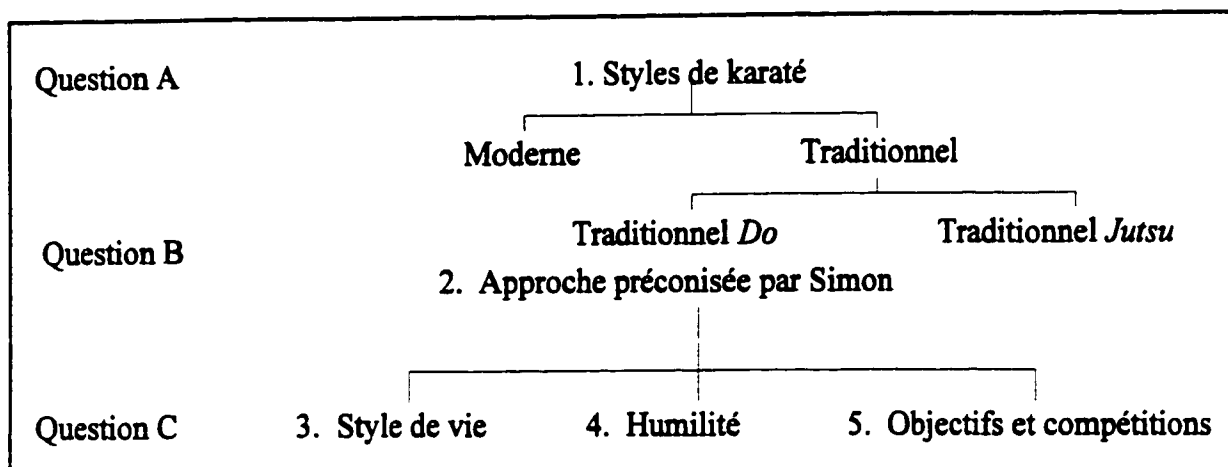 Question A
1. Styles de karaté
Moderne Traditionnel
Question B
Traditionnel Do Traditionnel Jutsu
2. Approche préconisée par Simon
Question C 3. Style de vie 4. Humilité 5. Objectifs et compétitions